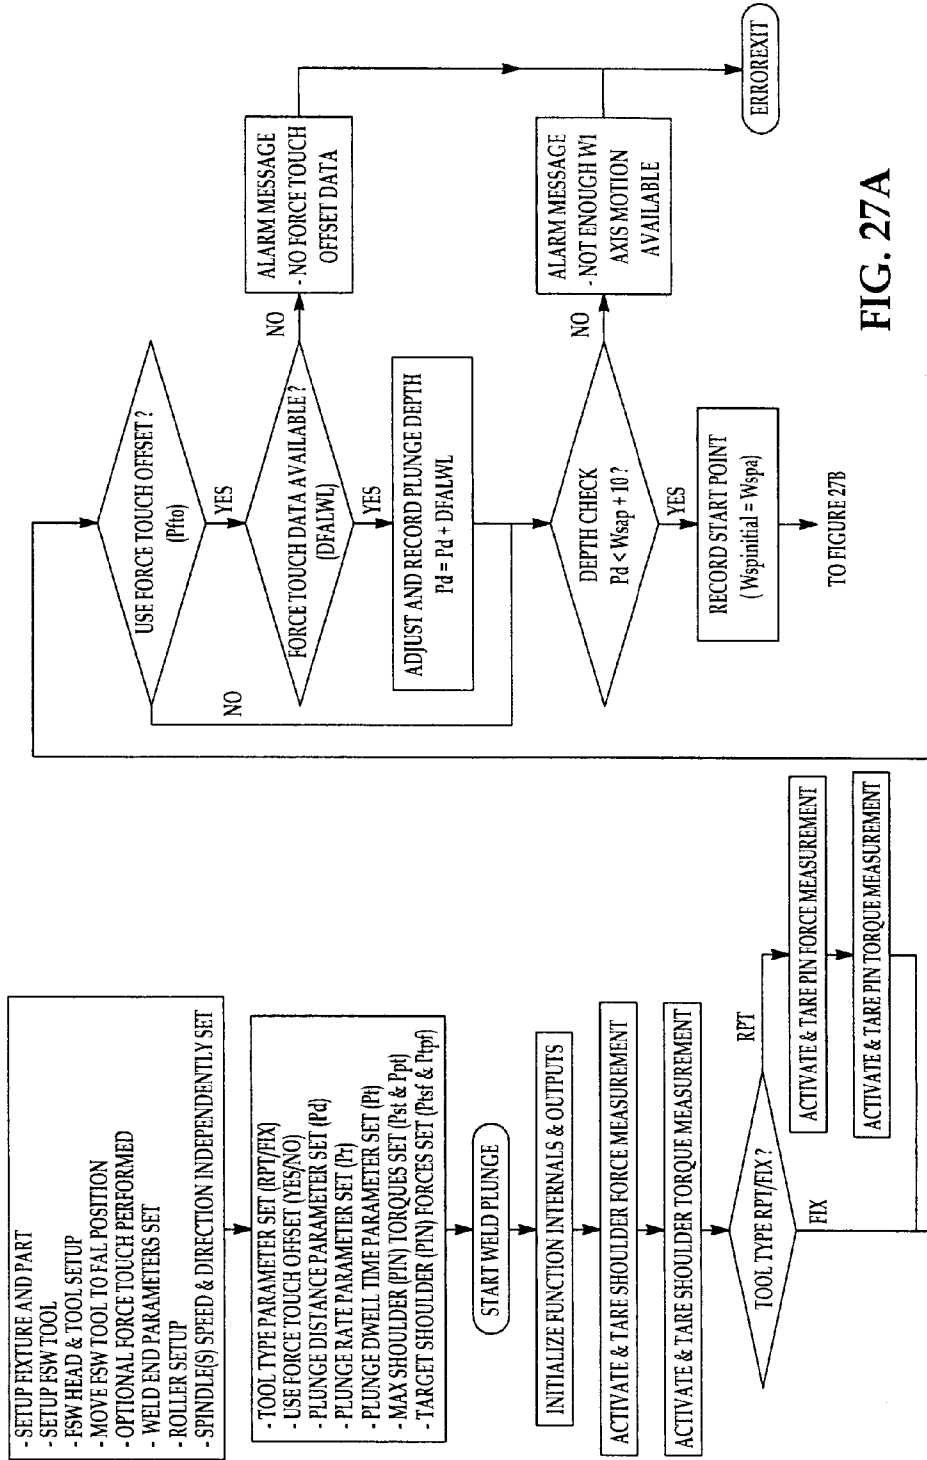 - SETUP FIXTURE AND PART
- SETUP FSW TOOL
- FSW HEAD & TOOL SETUP
- MOVE FSW TOOL TO FAL POSITION
- OPTIONAL FORCE TOUCH PERFORMED
- WELD END PARAMETERS SET
- ROLLER SETUP
- SPINDLE(S) SPEED & DIRECTION INDEPENDENTLY SET
- TOOL TYPE PARAMETER SET (RPT/FIX)
- USE FORCE TOUCH OFFSET (YES/NO)
- PLUNGE DISTANCE PARAMETER SET (Pd)
- PLUNGE RATE PARAMETER SET (Pr)
- PLUNGE DWELL TIME PARAMETER SET (Pt)
- MAX SHOULDER (PIN) TORQUES SET (Pst & Ppt)
- TARGET SHOULDER (PIN) FORCES SET (Ptsf & Ptpf)
START WELD PLUNGE
INITIALIZE FUNCTION INTERNALS & OUTPUTS
ACTIVATE & TARE SHOULDER FORCE MEASUREMENT
ACTIVATE & TARE SHOULDER TORQUE MEASUREMENT
TOOL TYPE RPT/FIX ?
RPT
FIX
ACTIVATE & TARE PIN FORCE MEASUREMENT
ACTIVATE & TARE PIN TORQUE MEASUREMENT
USE FORCE TOUCH OFFSET ?
(Pfto)
YES
NO
FORCE TOUCH DATA AVAILABLE ?
(DFALWL)
NO
YES
ALARM MESSAGE
- NO FORCE TOUCH
OFFSET DATA
ADJUST AND RECORD PLUNGE DEPTH
Pd = Pd + DFALWL
DEPTH CHECK
Pd < Wsap + 10 ?
NO
YES
ALARM MESSAGE
- NOT ENOUGH W1
AXIS MOTION
AVAILABLE
ERROREXIT
RECORD START POINT
( Wspinitial = Wspa)
TO FIGURE 27B
FIG. 27A